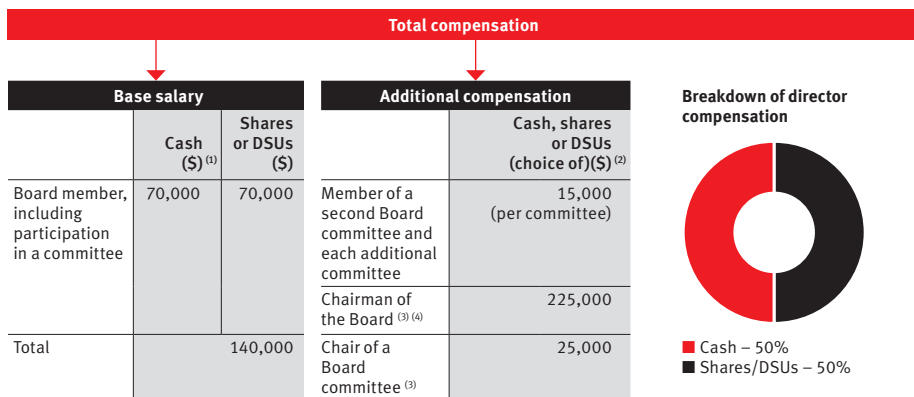 Total compensation
Base salary
Cash
($) (1)
Shares
or DSUs
($)
Board member,
including
participation
in a committee
70,000
70,000
Total
140,000
Additional compensation
Cash, shares
or DSUs
(choice of)($) (2)
Member of a
second Board
committee and
each additional
committee
15,000
(per committee)
Chairman of
the Board (3) (4)
225,000
Chair of a
Board
committee (3)
25,000
Breakdown of director
compensation
Cash – 50%
Shares/DSUs – 50%